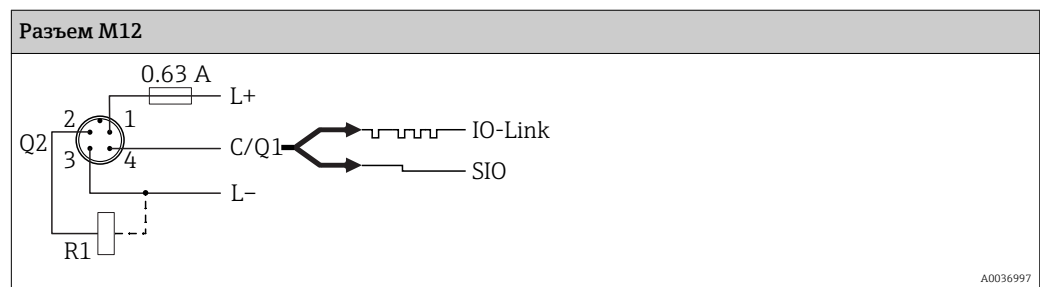 Разъем M12
0.63 A
L+
2 1
Q2
3 4
C/Q1
IO-Link
SIO
L−
R1
A0036997